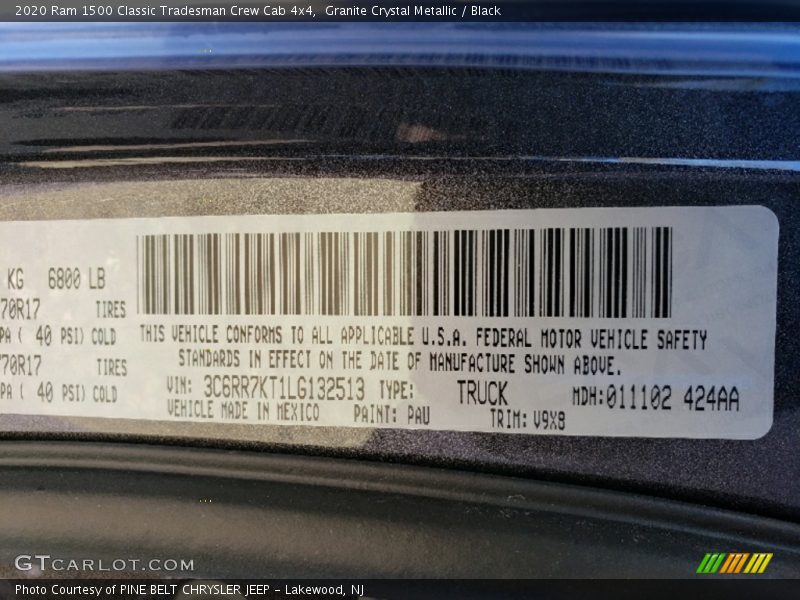 2020 Ram 1500 Classic Tradesman Crew Cab 4x4, Granite Crystal Metallic / Black
KG 6800 LB
70R17 TIRES
PA ( 40 PSI) COLD
70R17 TIRES
PA ( 40 PSI) COLD
THIS VEHICLE CONFORMS TO ALL APPLICABLE U.S.A. FEDERAL MOTOR VEHICLE SAFETY
STANDARDS IN EFFECT ON THE DATE OF MANUFACTURE SHOWN ABOVE.
VIN: 3C6RR7KT1LG132513 TYPE: TRUCK MDH:011102 424AA
VEHICLE MADE IN MEXICO PAINT: PAU TRIM: V9X8
GTCARLOT.COM
Photo Courtesy of PINE BELT CHRYSLER JEEP - Lakewood, NJ